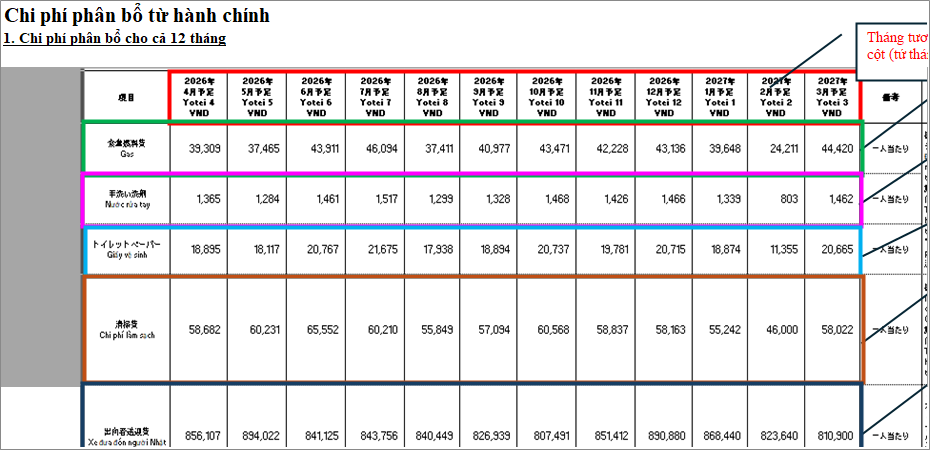 Chi phí phân bổ từ hành chính
1. Chi phí phân bổ cho cả 12 tháng
Tháng tươ
cột (từ thá
項目 2026年 2026年 2026年 2026年 2026年 2026年 2026年 2026年 2026年 2027年 2027年 2027年 備考
4月予定 5月予定 6月予定 7月予定 8月予定 9月予定 10月予定 11月予定 12月予定 1月予定 2月予定 3月予定
Yotei 4 Yotei 5 Yotei 6 Yotei 7 Yotei 8 Yotei 9 Yotei 10 Yotei 11 Yotei 12 Yotei 1 Yotei 2 Yotei 3
VND VND VND VND VND VND VND VND VND VND VND VND
燃料費
Gas 39,309 37,465 43,911 46,094 37,411 40,977 43,471 42,228 43,136 39,648 24,211 44,420 一人当たり
手洗い洗剤
Nước rửa tay 1,365 1,284 1,461 1,517 1,299 1,328 1,468 1,426 1,466 1,339 803 1,462 一人当たり
トイレットペーパー
Giấy vệ sinh 18,895 18,117 20,767 21,675 17,938 18,894 20,737 19,781 20,715 18,874 11,355 20,665 一人当たり
清掃費
Chi phí làm sạch 58,682 60,231 65,552 60,210 55,849 57,094 60,568 58,837 58,163 55,242 46,000 58,022 一人当たり
出向者送迎費
Xe đưa đón người Nhật 856,107 894,022 841,125 843,756 840,449 826,939 807,491 851,412 890,880 868,440 823,640 810,900 一人当たり